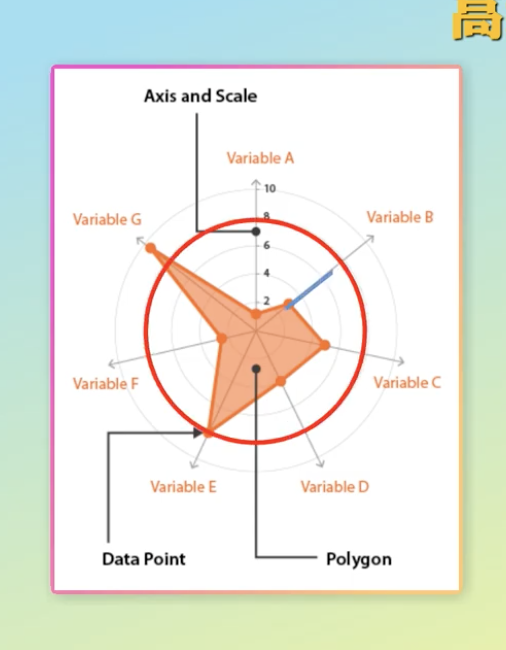 高
Axis and Scale
Variable A
10
8
6
4
2
Variable G
Variable B
Variable F
Variable C
Variable E
Variable D
Data Point
Polygon